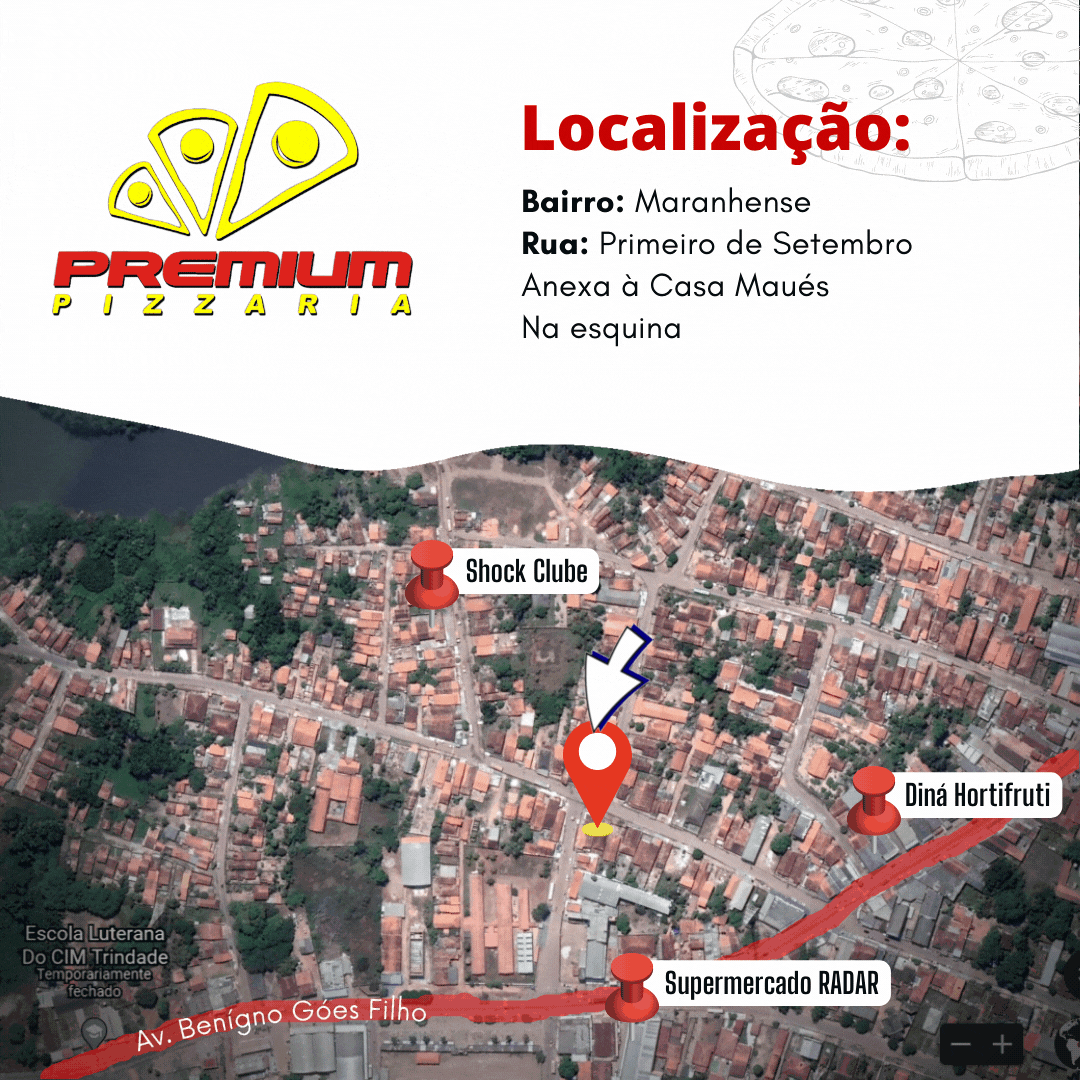 PREMIUM
PIZZARIA
Localização:
Bairro: Maranhense
Rua: Primeiro de Setembro
Anexa à Casa Maués
Na esquina
Shock Clube
Diná Hortifruti
Escola Luterana
Do CIM Trindade
Temporariamente
fechado
Supermercado RADAR
Av. Benígno Góes Filho